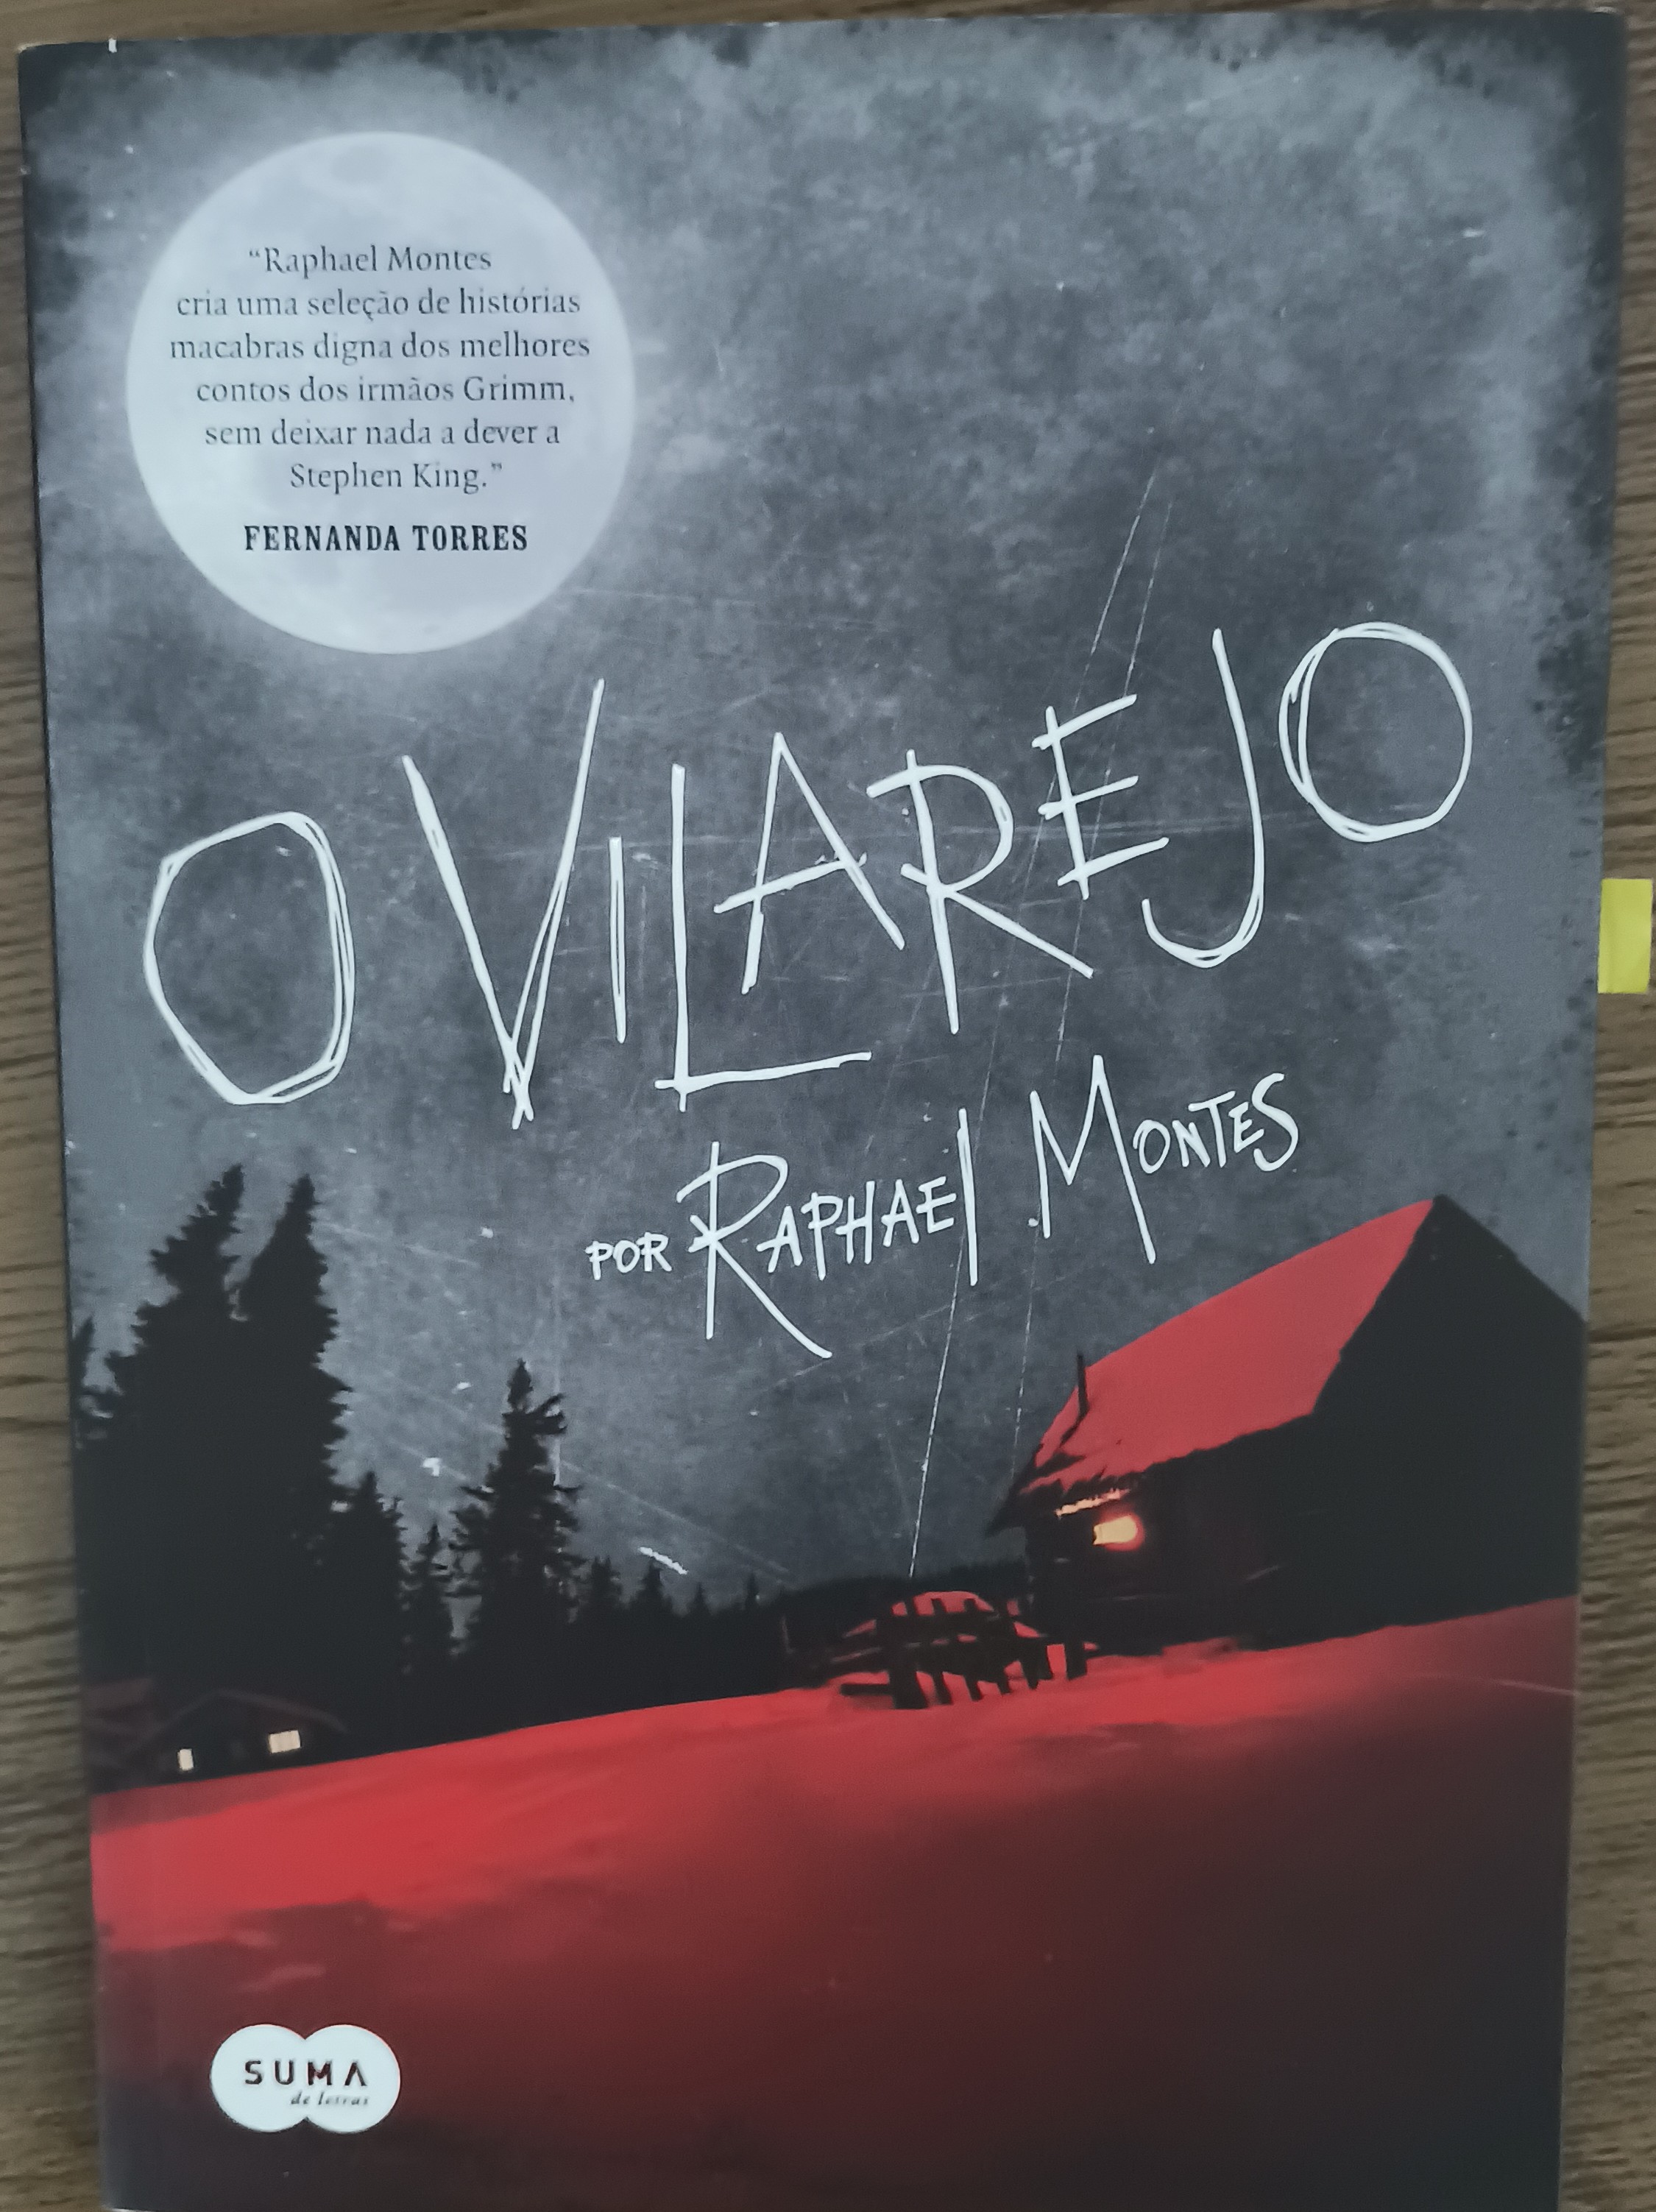 “Raphael Montes
cria uma seleção de histórias
macabras digna dos melhores
contos dos irmãos Grimm,
sem deixar nada a dever a
Stephen King.”
FERNANDA TORRES
O VILAREJO
POR RAPHAEL MONTES
SUMA
de letras